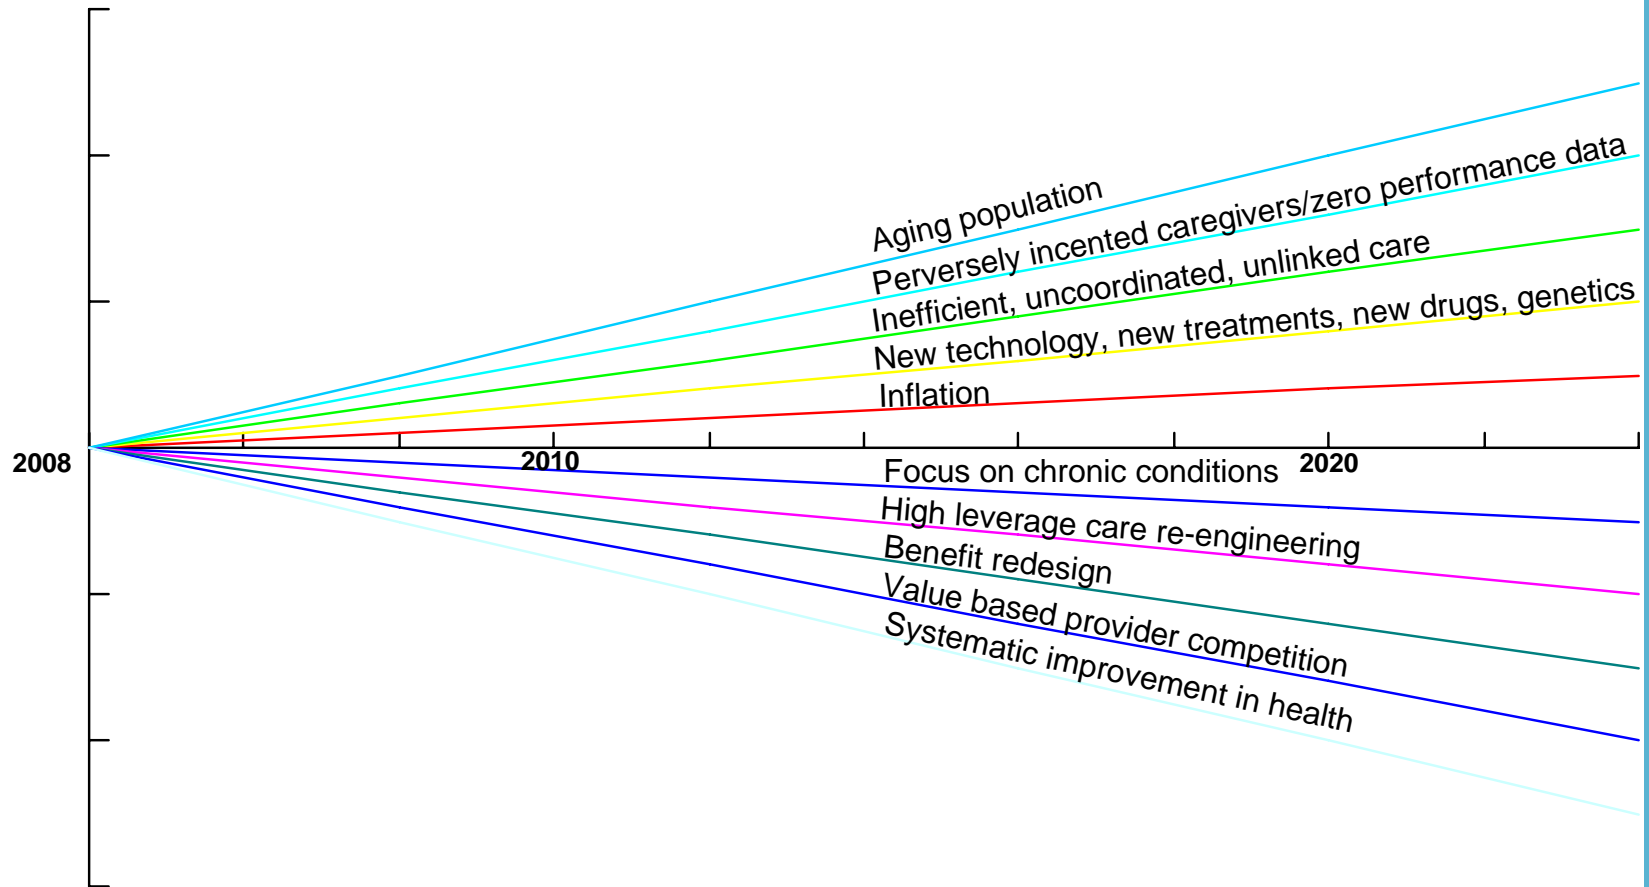 Aging population
Perversely incented caregivers/zero performance data
Inefficient, uncoordinated, unlinked care
New technology, new treatments, new drugs, genetics
Inflation
2008
2010
2020
Focus on chronic conditions
High leverage care re-engineering
Benefit redesign
Value based provider competition
Systematic improvement in health